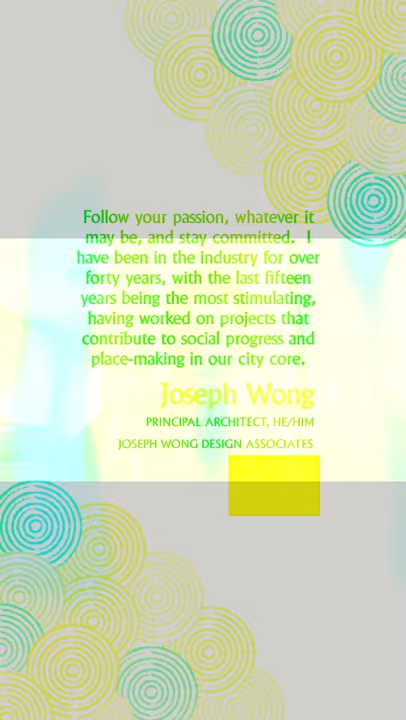 Follow your passion, whatever it
may be, and stay committed. I
have been in the industry for over
forty years, with the last fifteen
years being the most stimulating,
having worked on projects that
contribute to social progress and
place-making in our city core.
Joseph Wong
PRINCIPAL ARCHITECT, HE/HIM
JOSEPH WONG DESIGN ASSOCIATES